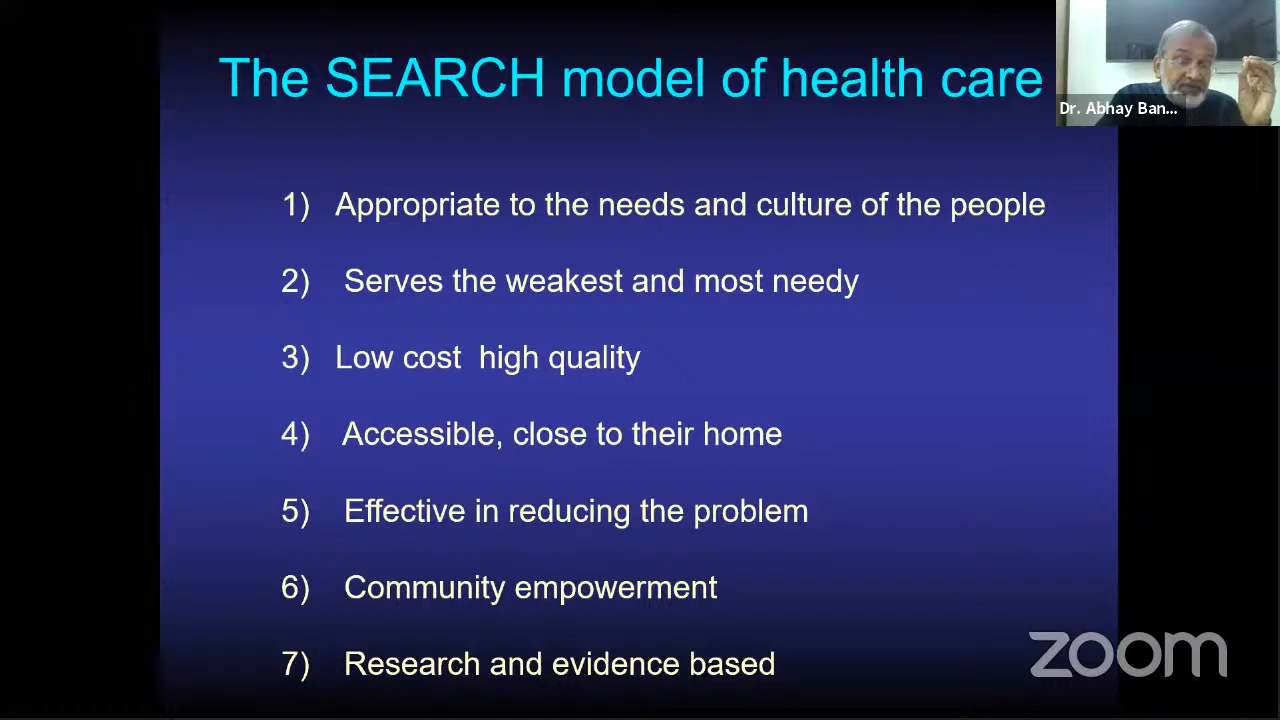 The SEARCH model of health care
Dr. Abhay Ban...
1) Appropriate to the needs and culture of the people
2) Serves the weakest and most needy
3) Low cost high quality
4) Accessible, close to their home
5) Effective in reducing the problem
6) Community empowerment
7) Research and evidence based
zoom